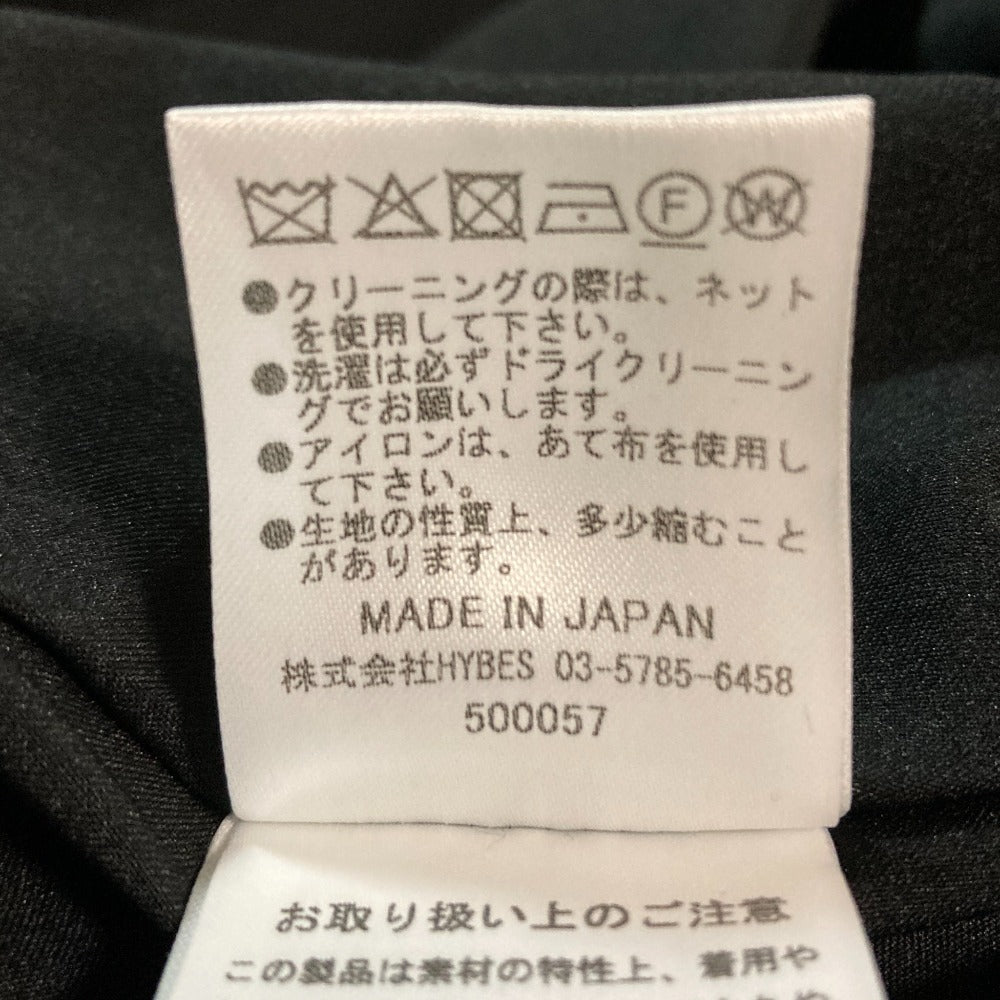 F W
●クリーニングの際は、ネット
を使用して下さい。
●洗濯は必ずドライクリーニン
グでお願いします。
●アイロンは、あて布を使用し
て下さい。
●生地の性質上、多少縮むこと
があります。
MADE IN JAPAN
株式会社HYBES 03-5785-6458
500057
お取り扱い上のご注意
この製品は素材の特性上、着用や